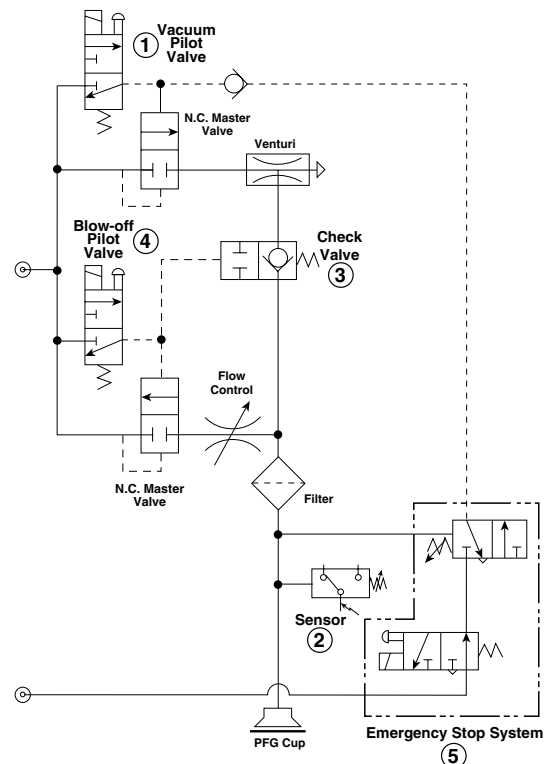 1
Vacuum
Pilot
Valve
N.C. Master
Valve
Venturi
Blow-off
Pilot
Valve
4
Check
Valve
3
Flow
Control
N.C. Master
Valve
Filter
Sensor
2
PFG Cup
Emergency Stop System
5